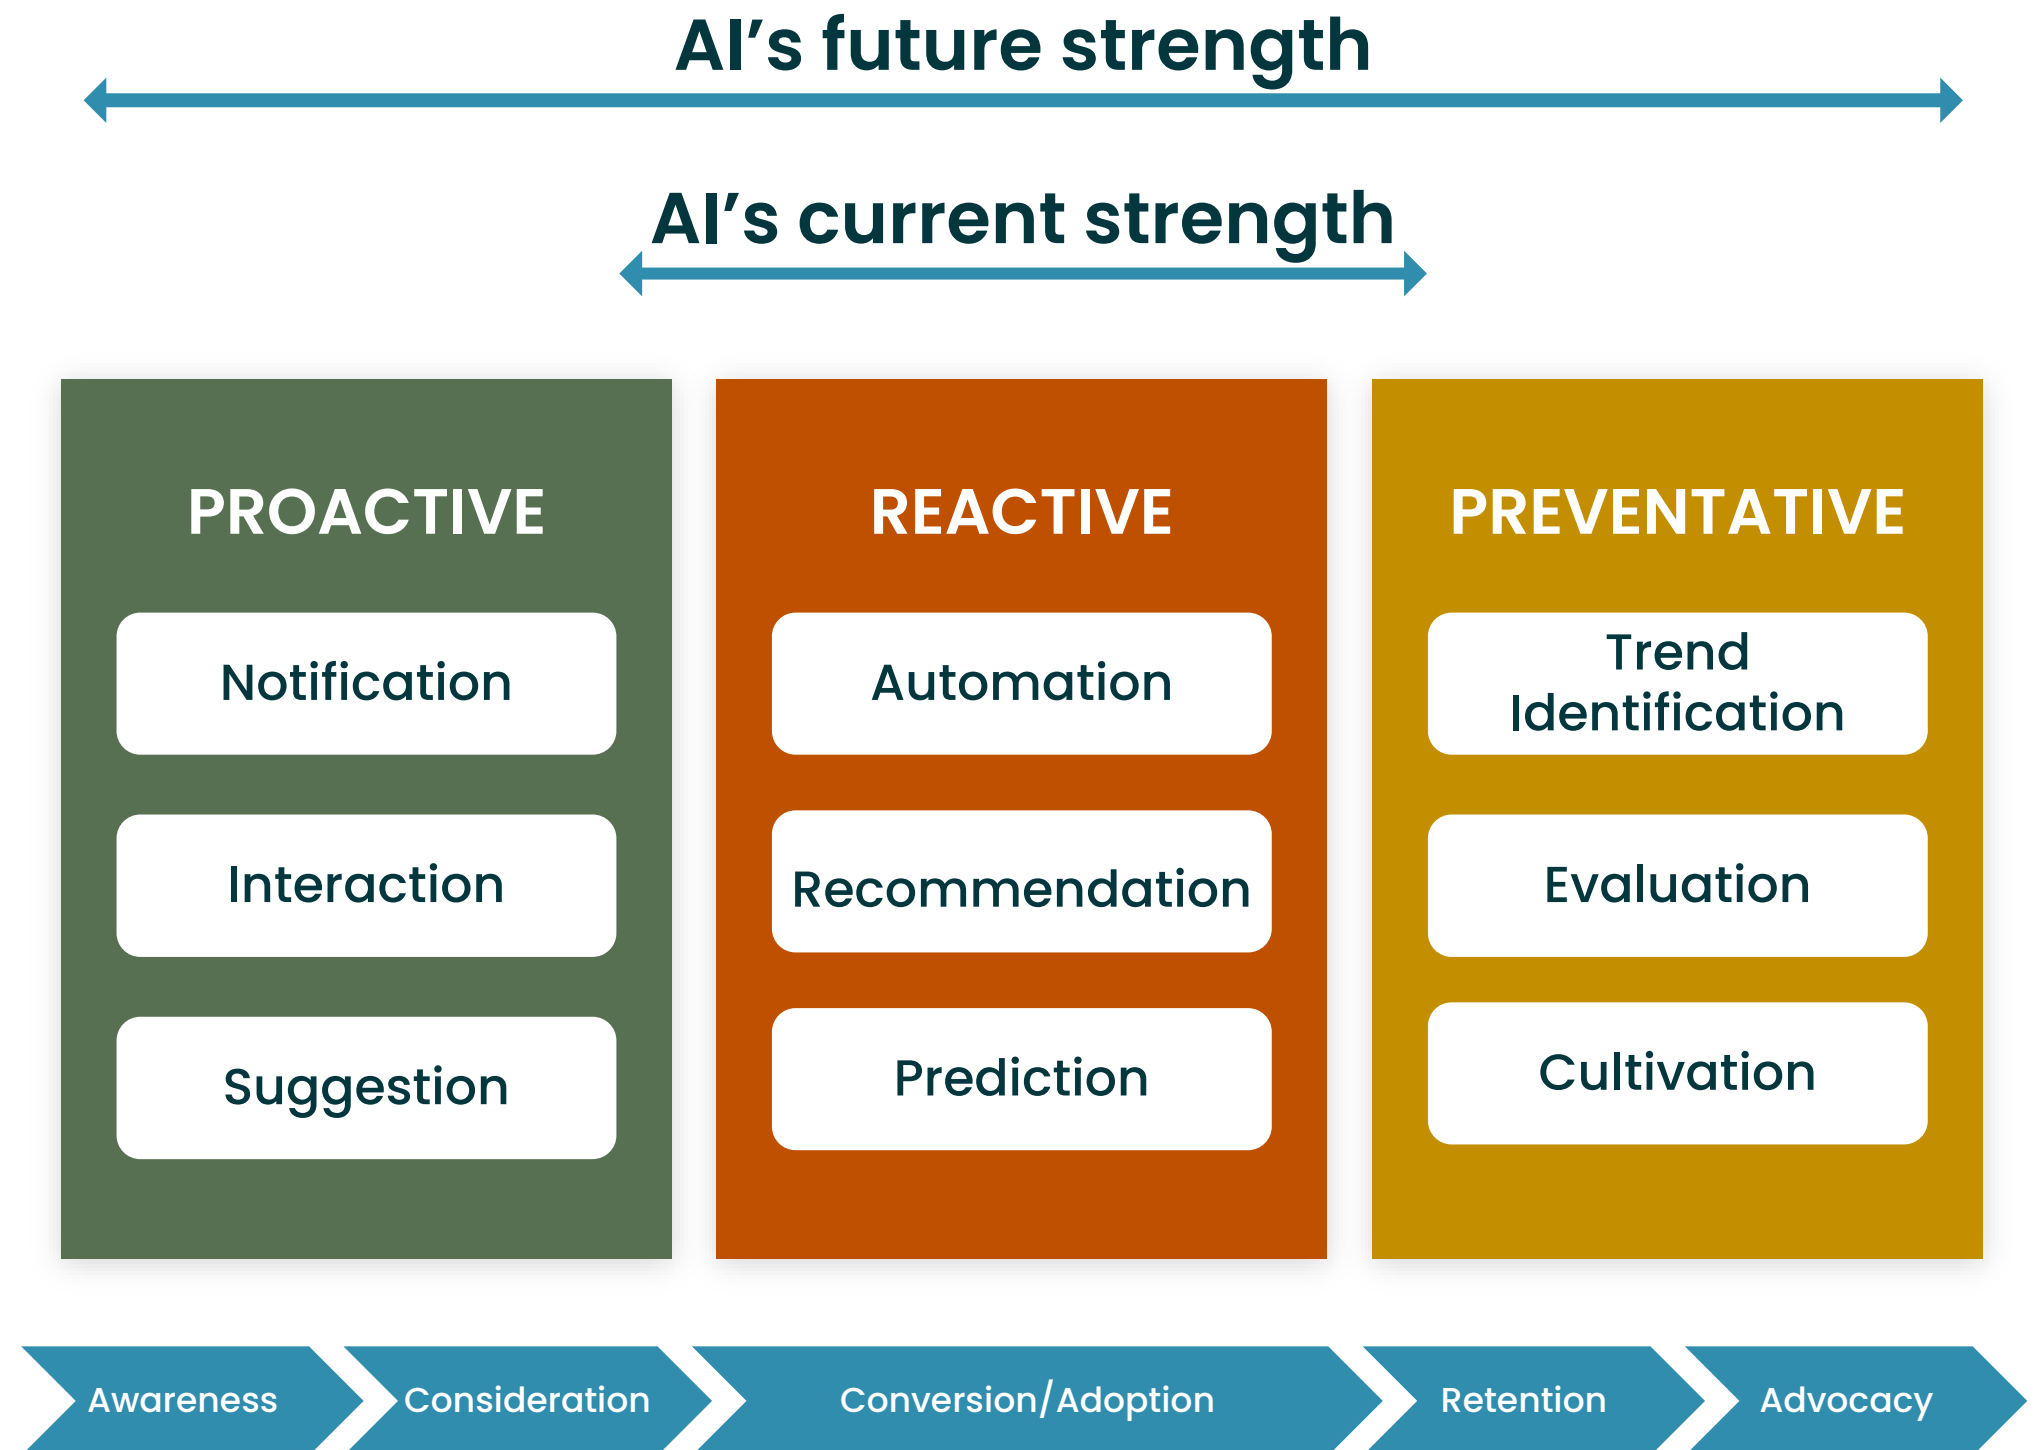 AI’s future strength
AI’s current strength
PROACTIVE
Notification
Interaction
Suggestion
REACTIVE
Automation
Recommendation
Prediction
PREVENTATIVE
Trend
Identification
Evaluation
Cultivation
Awareness
Consideration
Conversion/Adoption
Retention
Advocacy